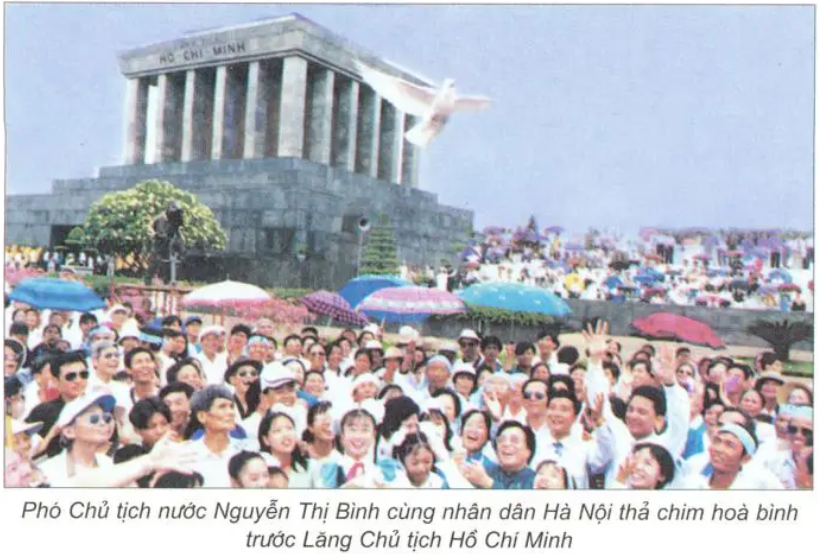 HỒ CHÍ MINH
Phó Chủ tịch nước Nguyễn Thị Bình cùng nhân dân Hà Nội thả chim hoà bình
trước Lăng Chủ tịch Hồ Chí Minh